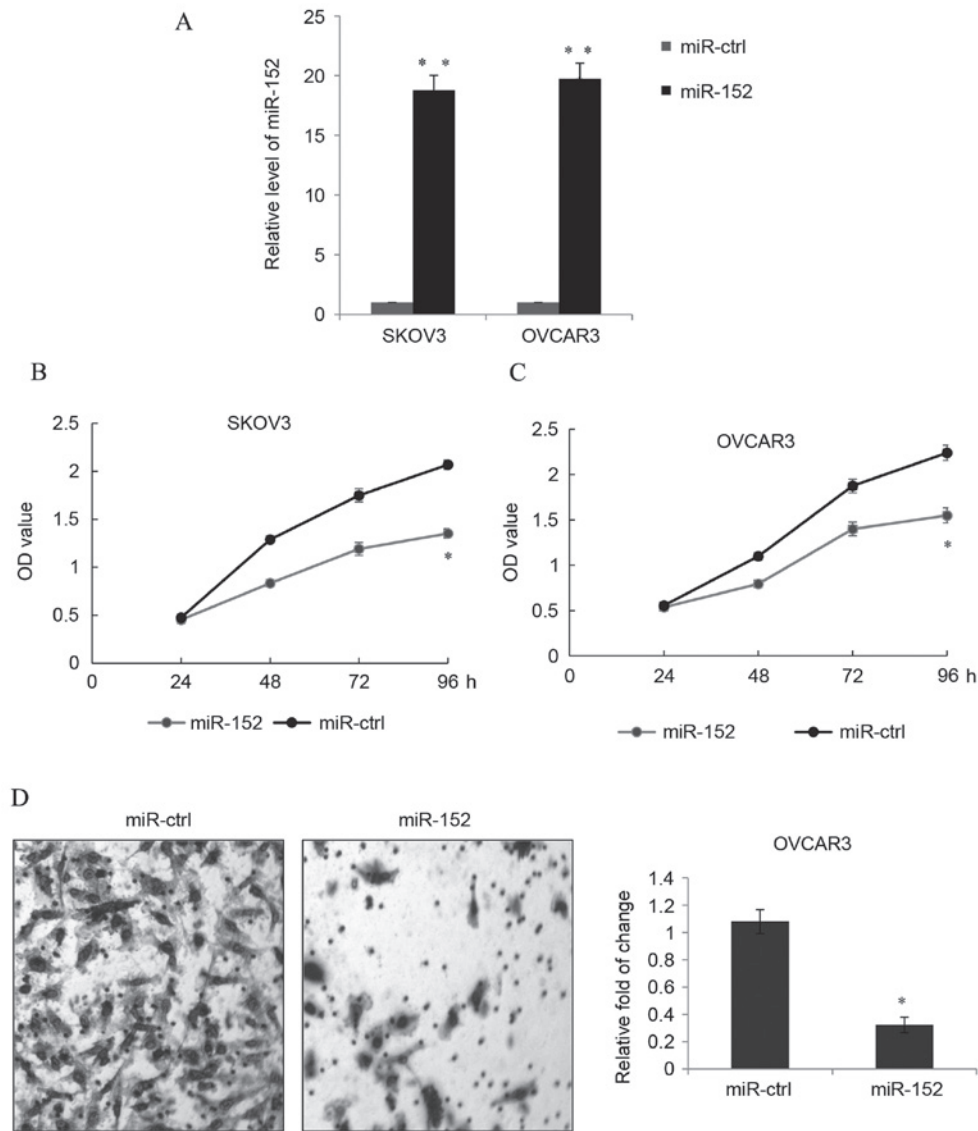 A
Relative level of miR-152
25
20
15
10
5
0
* *
* *
SKOV3
OVCAR3
miR-ctrl
miR-152
B
SKOV3
OD value
2.5
2
1.5
1
0.5
0
*
0 24 48 72 96 h
miR-152 miR-ctrl
C
OVCAR3
OD value
2.5
2
1.5
1
0.5
0
*
0 24 48 72 96 h
miR-152 miR-ctrl
D
miR-ctrl
miR-152
OVCAR3
Relative fold of change
1.4
1.2
1
0.8
0.6
0.4
0.2
0
*
miR-ctrl miR-152